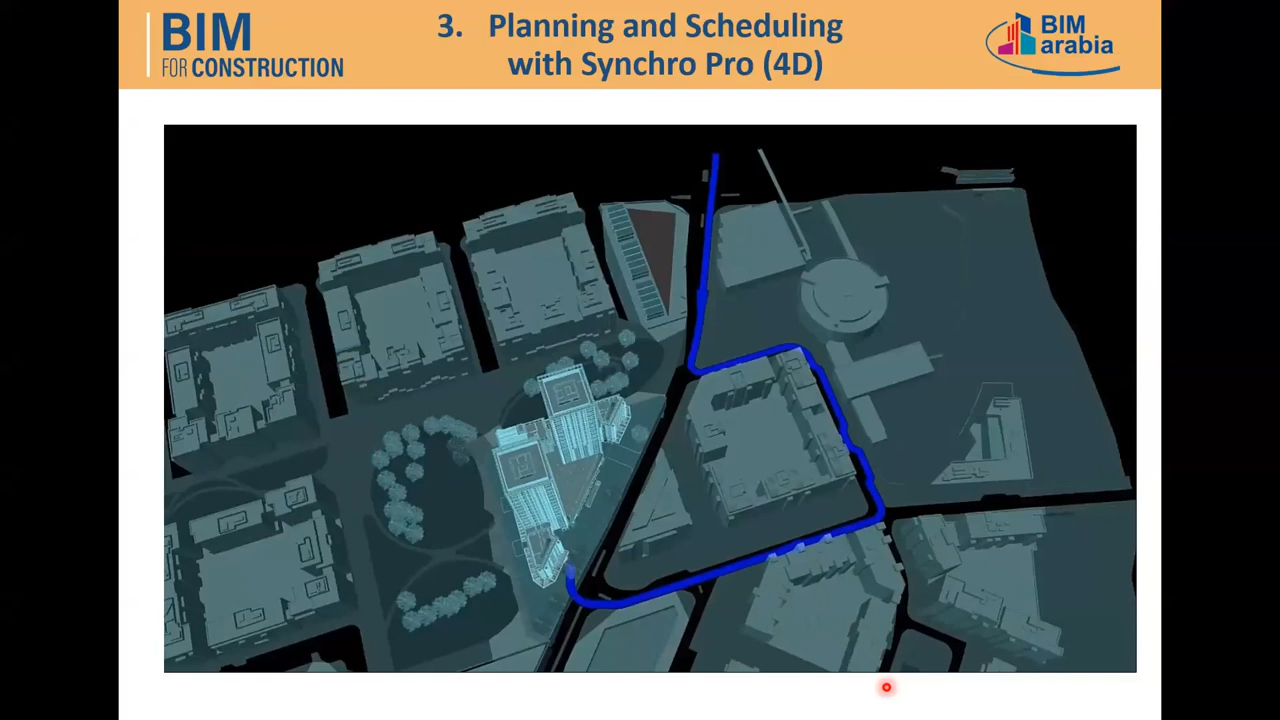 BIM
FOR CONSTRUCTION
3. Planning and Scheduling
with Synchro Pro (4D)
BIM
arabia